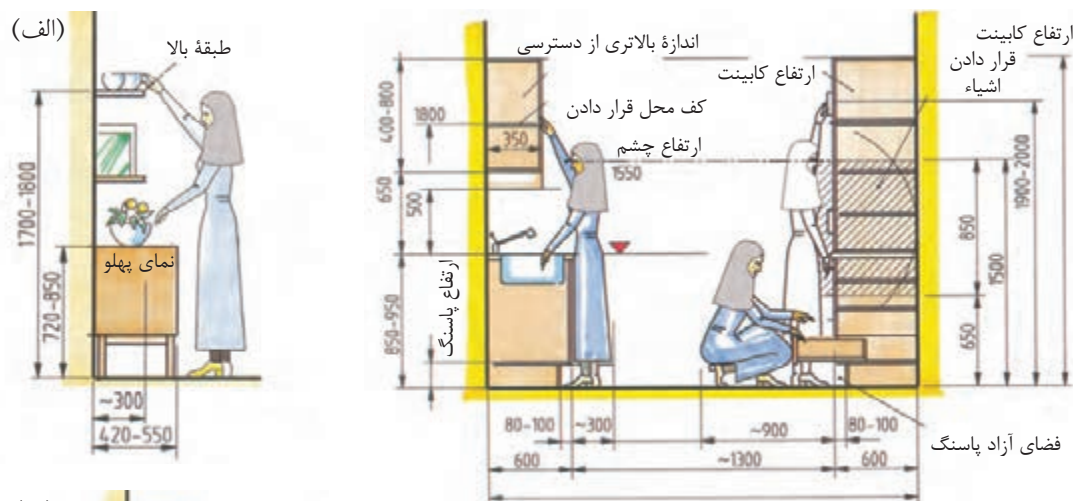 (الف)
طبقهٔ بالا
نمای پهلو
1700-1800
720-850
~300
420-550
اندازهٔ بالاتری از دسترسی
ارتفاع کابینت
کف محل قرار دادن
ارتفاع چشم
1550
400-800
1800
350
650
500
850-950
ارتفاع پاسنگ
ارتفاع کابینت
قرار دادن
اشیاء
1900-2000
850
1500
650
فضای آزاد پاسنگ
80-100
~300
~900
80-100
600
~1300
600